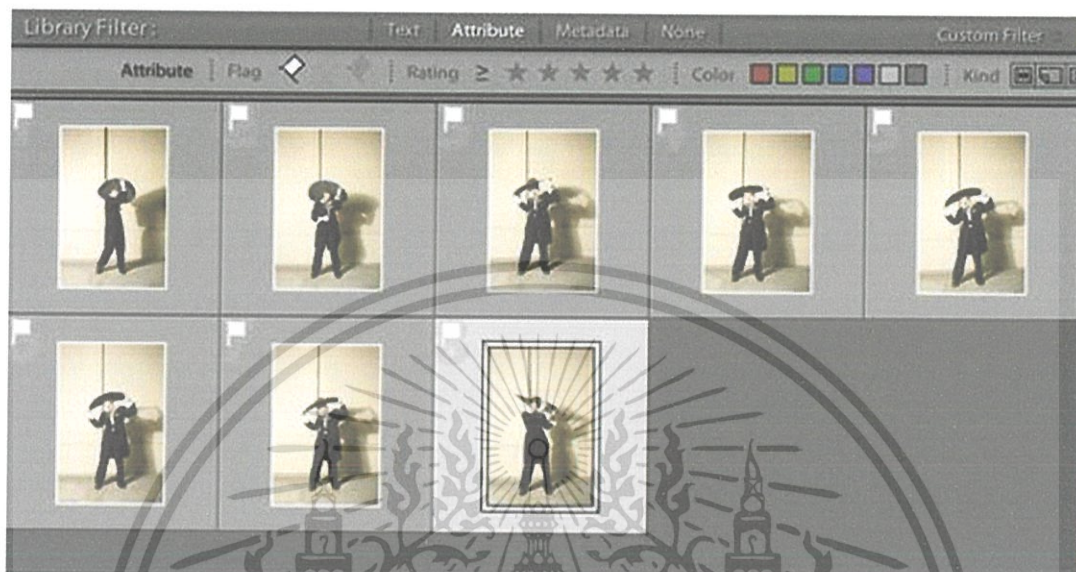 Library Filter : Text Attribute Metadata None Custom Filter
Attribute Flag Rating ≥ ★ ★ ★ ★ ★ Color Kind